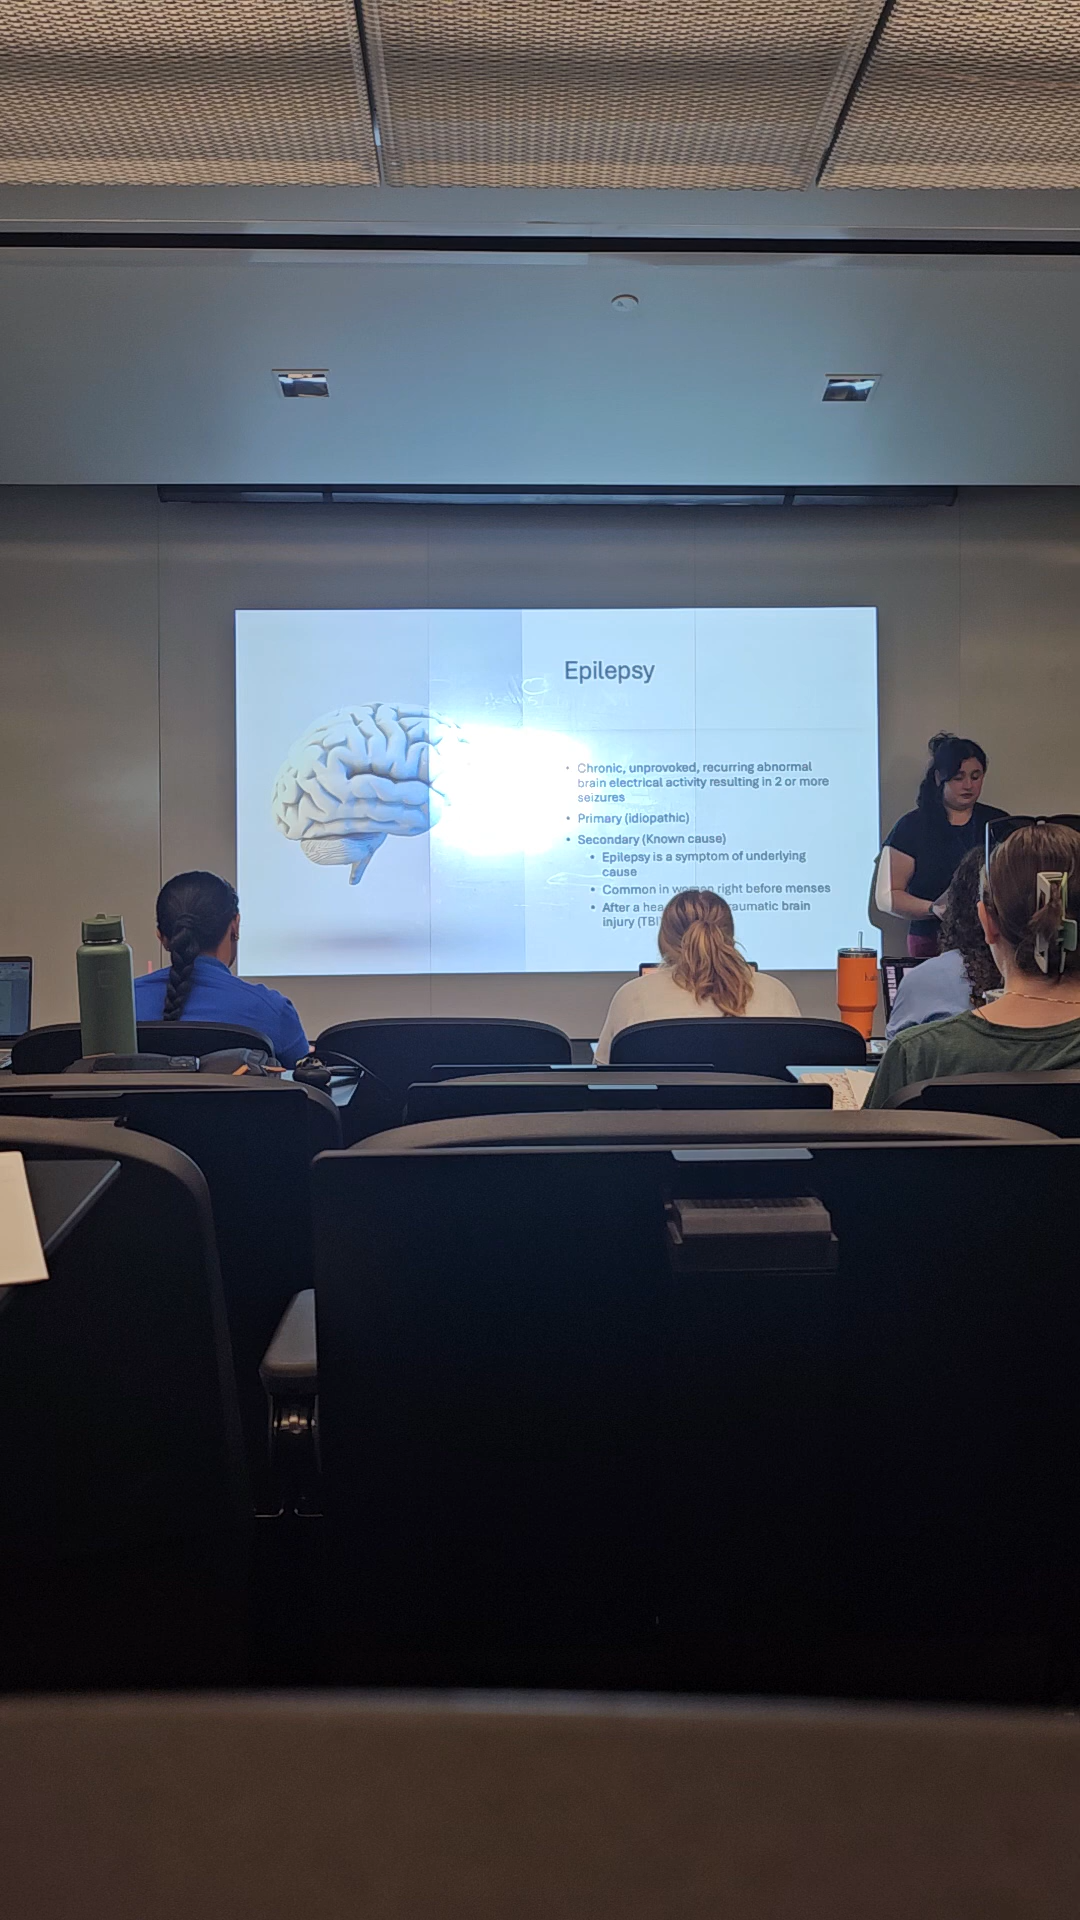 Epilepsy
• Chronic, unprovoked, recurring abnormal
brain electrical activity resulting in 2 or more
seizures
• Primary (idiopathic)
• Secondary (Known cause)
• Epilepsy is a symptom of underlying
cause
• Common in women right before menses
• After a hea raumatic brain
injury (TBI